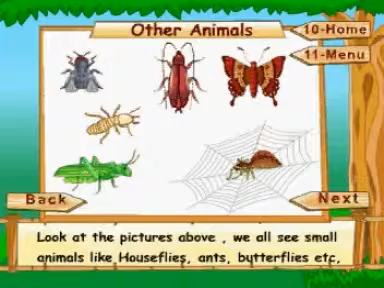 Other Animals
10-Home
11-Menu
Back
Next
Look at the pictures above , we all see small
animals like Houseflies, ants, butterflies etc,